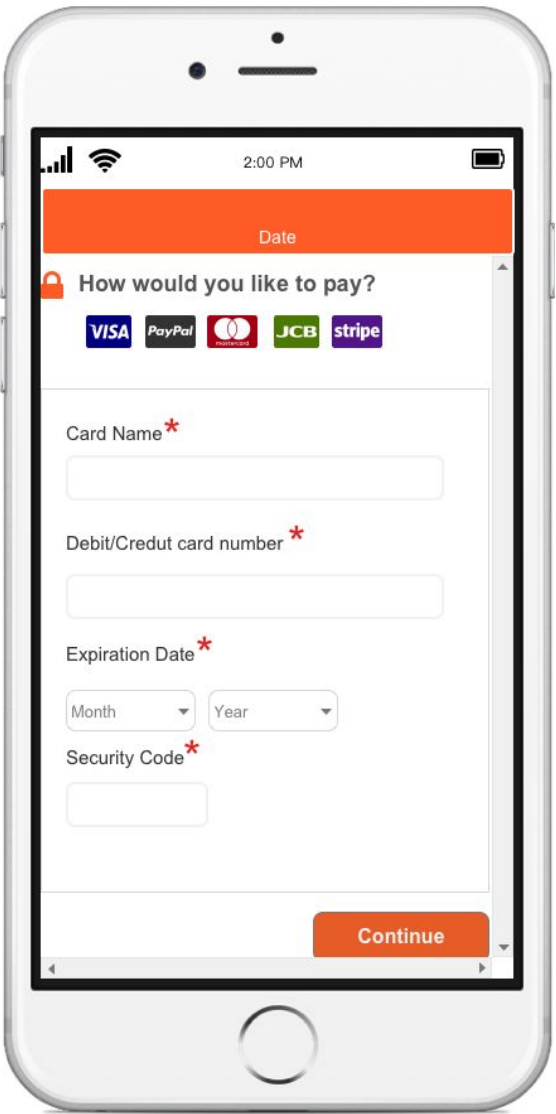 2:00 PM
Date
How would you like to pay?
VISA PayPal mastercard JCB stripe
Card Name*
Debit/Credut card number *
Expiration Date*
Month Year
Security Code*
Continue